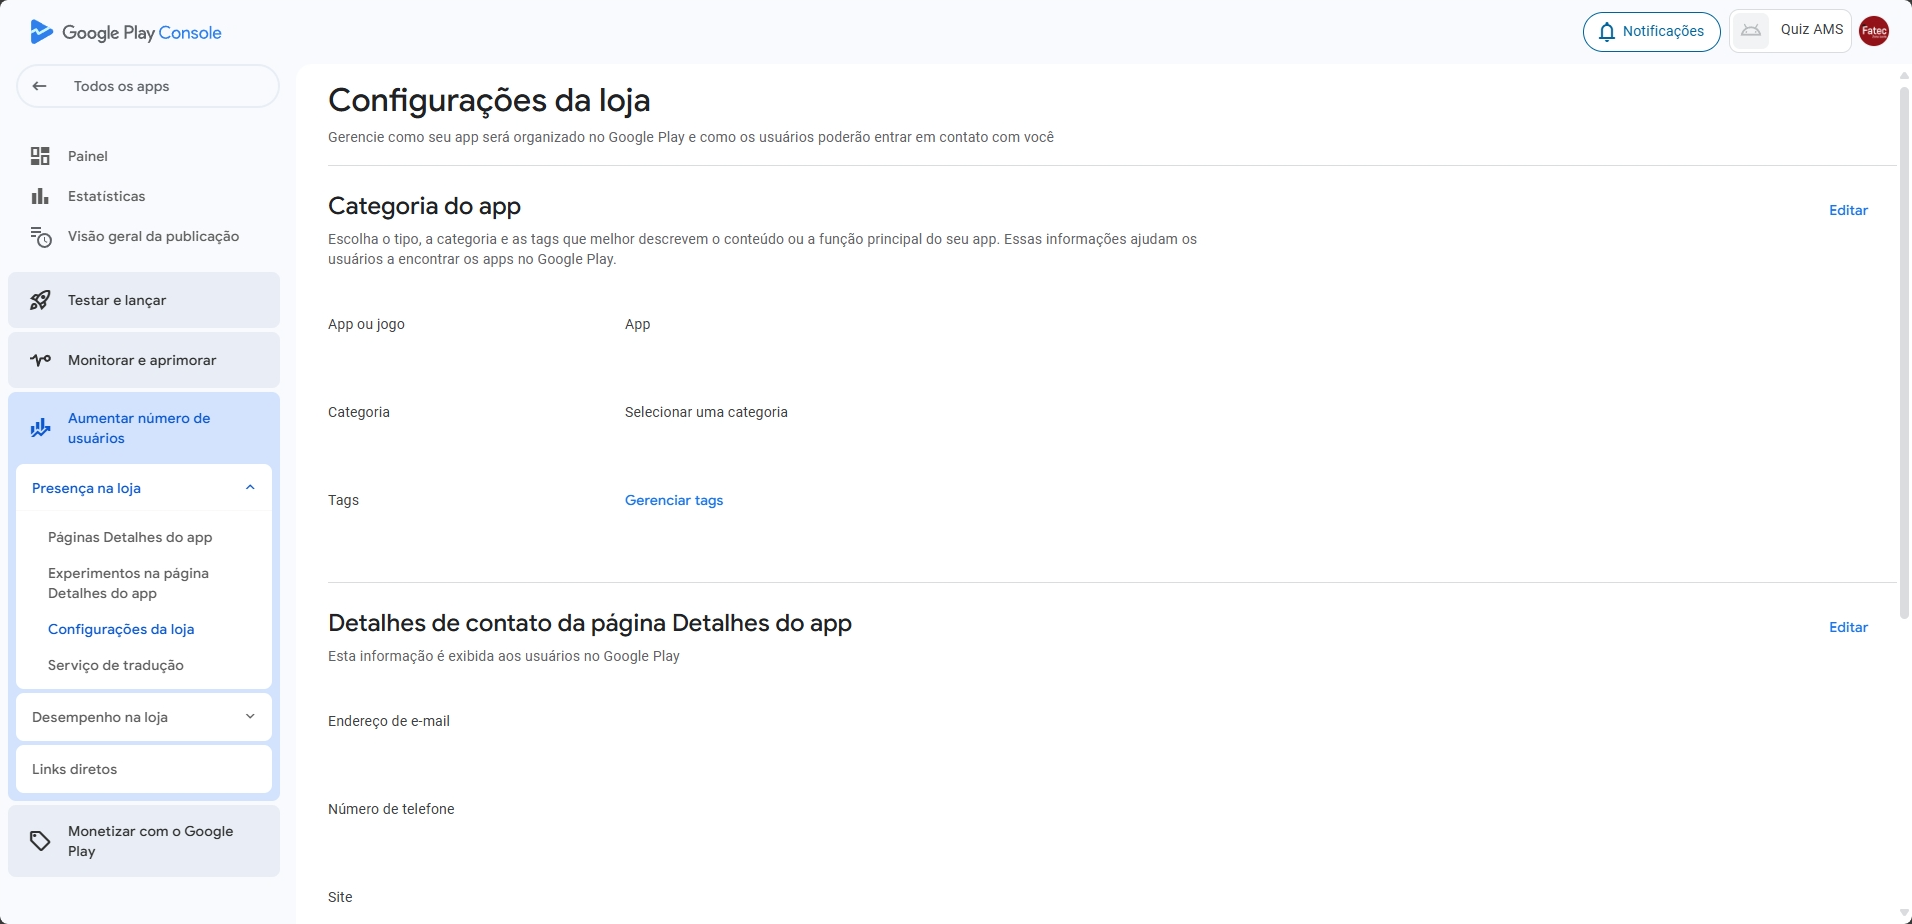 Google Play Console
Notificações
Quiz AMS
Fatec
Todos os apps
Painel
Estatísticas
Visão geral da publicação
Testar e lançar
Monitorar e aprimorar
Aumentar número de
usuários
Presença na loja
Páginas Detalhes do app
Experimentos na página
Detalhes do app
Configurações da loja
Serviço de tradução
Desempenho na loja
Links diretos
Monetizar com o Google
Play
Configurações da loja
Gerencie como seu app será organizado no Google Play e como os usuários poderão entrar em contato com você
Categoria do app
Editar
Escolha o tipo, a categoria e as tags que melhor descrevem o conteúdo ou a função principal do seu app. Essas informações ajudam os
usuários a encontrar os apps no Google Play.
App ou jogo
App
Categoria
Selecionar uma categoria
Tags
Gerenciar tags
Detalhes de contato da página Detalhes do app
Editar
Esta informação é exibida aos usuários no Google Play
Endereço de e-mail
Número de telefone
Site